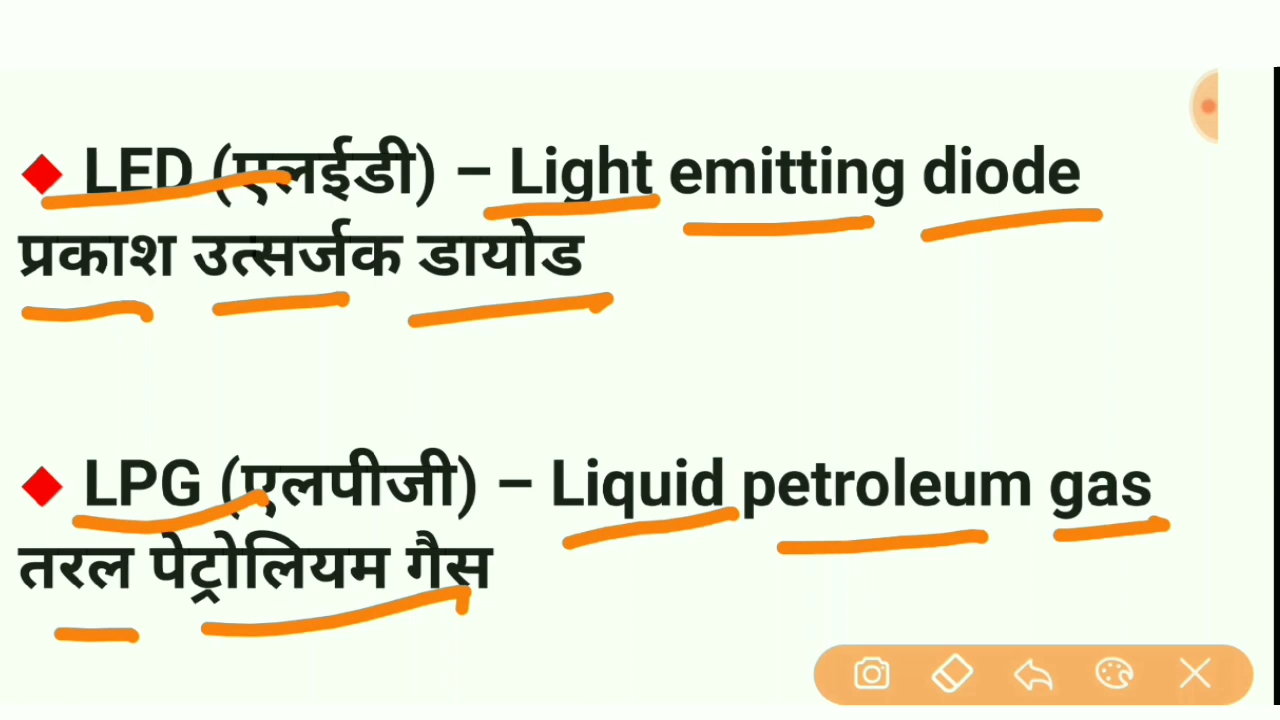 ◆ LED (एलईडी) – Light emitting diode
प्रकाश उत्सर्जक डायोड
◆ LPG (एलपीजी) – Liquid petroleum gas
तरल पेट्रोलियम गैस